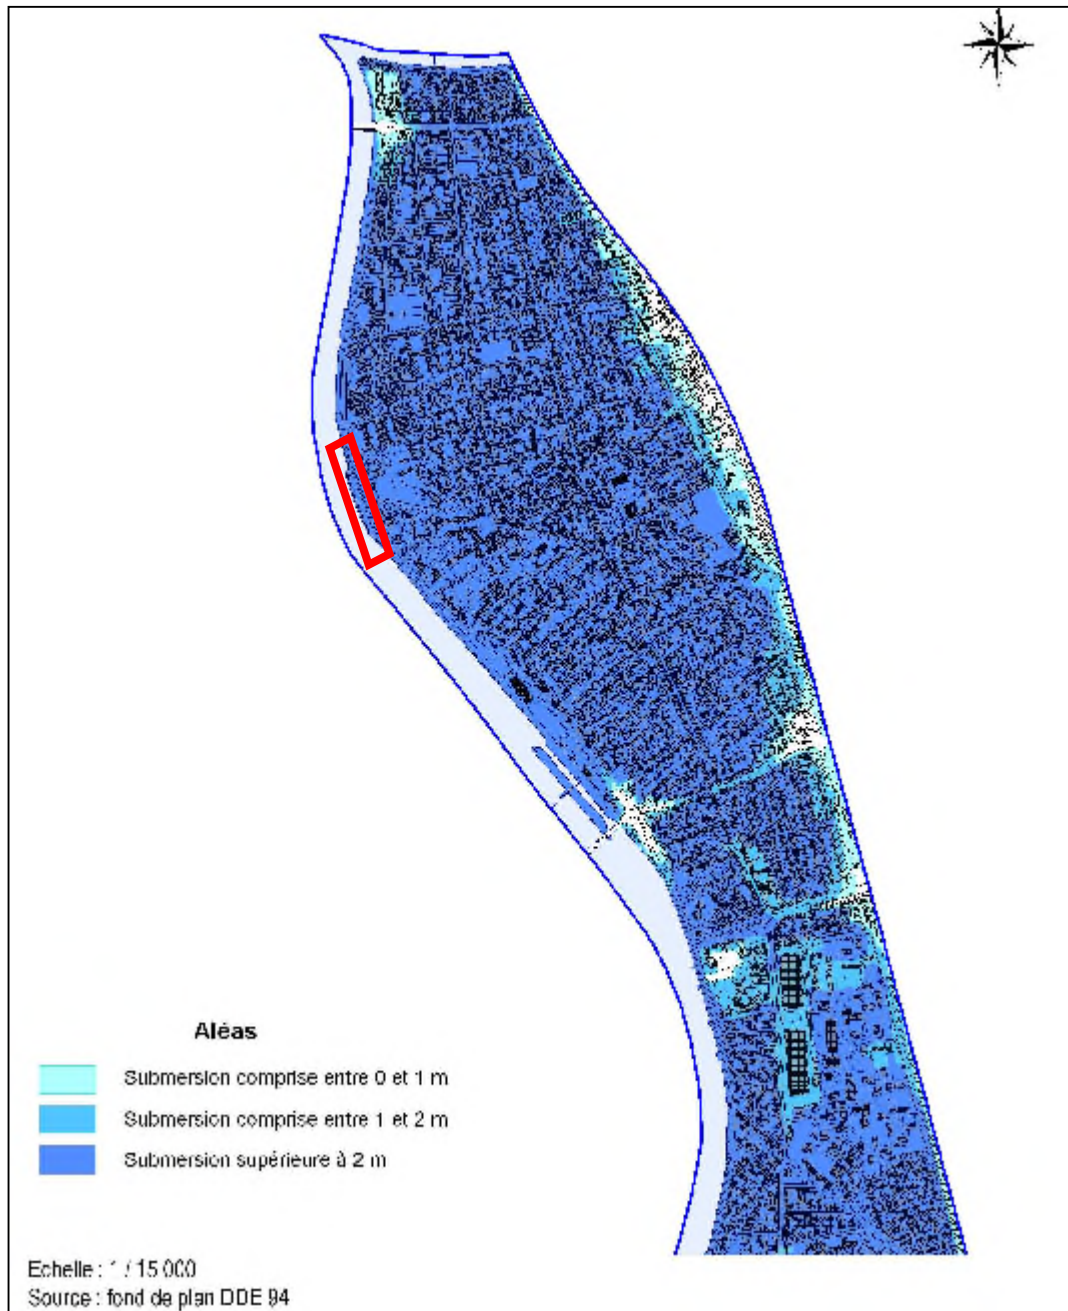 Aléas
Submersion comprise entre 0 et 1 m
Submersion comprise entre 1 et 2 m
Submersion supérieure à 2 m
Echelle : 1 / 15 000
Source : fond de plan DDE 94